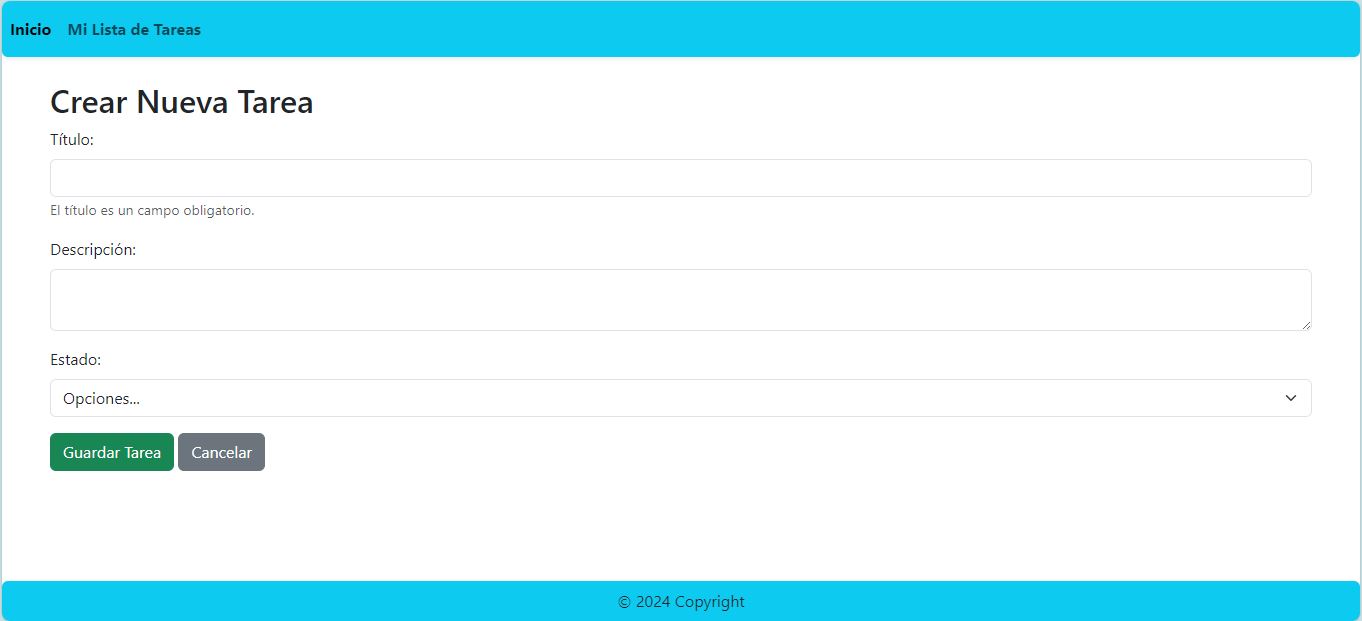 Inicio Mi Lista de Tareas
Crear Nueva Tarea
Título:
El título es un campo obligatorio.
Descripción:
Estado:
Opciones...
Guardar Tarea Cancelar
© 2024 Copyright